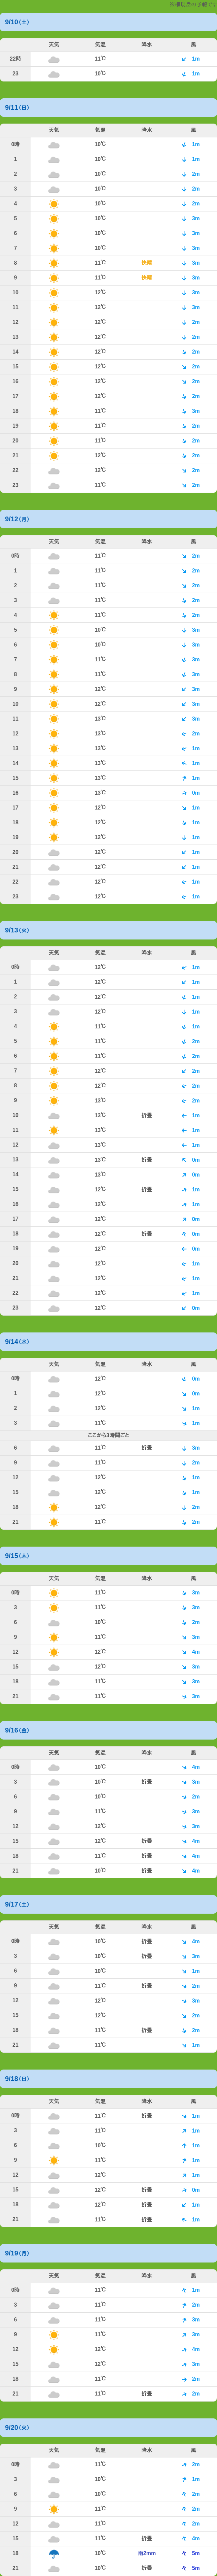 9/10(土)
天気 気温 降水 風
22時 11℃ 1m
23 10℃ 1m
9/11(日)
天気 気温 降水 風
0時 10℃ 1m
1 10℃ 1m
2 10℃ 2m
3 10℃ 2m
4 10℃ 2m
5 10℃ 3m
6 10℃ 3m
7 10℃ 3m
8 11℃ 快晴 3m
9 11℃ 快晴 3m
10 12℃ 3m
11 12℃ 3m
12 12℃ 2m
13 12℃ 2m
14 12℃ 2m
15 12℃ 2m
16 12℃ 2m
17 12℃ 2m
18 11℃ 3m
19 11℃ 2m
20 11℃ 2m
21 12℃ 2m
22 12℃ 2m
23 11℃ 2m
9/12(月)
天気 気温 降水 風
0時 11℃ 2m
1 11℃ 2m
2 11℃ 2m
3 11℃ 2m
4 11℃ 2m
5 10℃ 3m
6 10℃ 3m
7 11℃ 3m
8 11℃ 3m
9 12℃ 3m
10 12℃ 3m
11 13℃ 3m
12 13℃ 2m
13 13℃ 1m
14 13℃ 1m
15 13℃ 1m
16 13℃ 0m
17 12℃ 1m
18 12℃ 1m
19 12℃ 1m
20 12℃ 1m
21 12℃ 1m
22 12℃ 1m
23 12℃ 1m
9/13(火)
天気 気温 降水 風
0時 12℃ 1m
1 12℃ 1m
2 12℃ 1m
3 12℃ 1m
4 11℃ 1m
5 11℃ 2m
6 11℃ 2m
7 12℃ 2m
8 12℃ 2m
9 13℃ 2m
10 13℃ 折畳 1m
11 13℃ 1m
12 13℃ 1m
13 13℃ 折畳 0m
14 13℃ 0m
15 12℃ 折畳 1m
16 12℃ 1m
17 12℃ 0m
18 12℃ 折畳 0m
19 12℃ 0m
20 12℃ 1m
21 12℃ 1m
22 12℃ 1m
23 12℃ 0m
9/14(水)
天気 気温 降水 風
0時 12℃ 0m
1 12℃ 0m
2 12℃ 1m
3 11℃ 1m
ここから3時間ごと
6 11℃ 折畳 3m
9 11℃ 2m
12 12℃ 1m
15 12℃ 1m
18 12℃ 2m
21 11℃ 2m
9/15(木)
天気 気温 降水 風
0時 11℃ 3m
3 11℃ 3m
6 10℃ 2m
9 11℃ 3m
12 12℃ 4m
15 12℃ 3m
18 11℃ 3m
21 11℃ 3m
9/16(金)
天気 気温 降水 風
0時 10℃ 4m
3 10℃ 折畳 3m
6 10℃ 2m
9 11℃ 3m
12 12℃ 3m
15 12℃ 折畳 4m
18 11℃ 折畳 4m
21 10℃ 折畳 4m
9/17(土)
天気 気温 降水 風
0時 10℃ 折畳 4m
3 10℃ 折畳 3m
6 10℃ 1m
9 11℃ 折畳 2m
12 12℃ 3m
15 12℃ 2m
18 11℃ 折畳 2m
21 11℃ 1m
9/18(日)
天気 気温 降水 風
0時 11℃ 折畳 1m
3 11℃ 1m
6 10℃ 1m
9 11℃ 1m
12 12℃ 1m
15 12℃ 折畳 0m
18 12℃ 折畳 1m
21 11℃ 折畳 1m
9/19(月)
天気 気温 降水 風
0時 11℃ 1m
3 11℃ 2m
6 11℃ 3m
9 11℃ 3m
12 12℃ 4m
15 12℃ 3m
18 11℃ 2m
21 11℃ 折畳 2m
9/20(火)
天気 気温 降水 風
0時 11℃ 2m
3 10℃ 1m
6 10℃ 2m
9 11℃ 2m
12 11℃ 2m
15 11℃ 折畳 4m
18 10℃ 雨2mm 5m
21 10℃ 折畳 5m